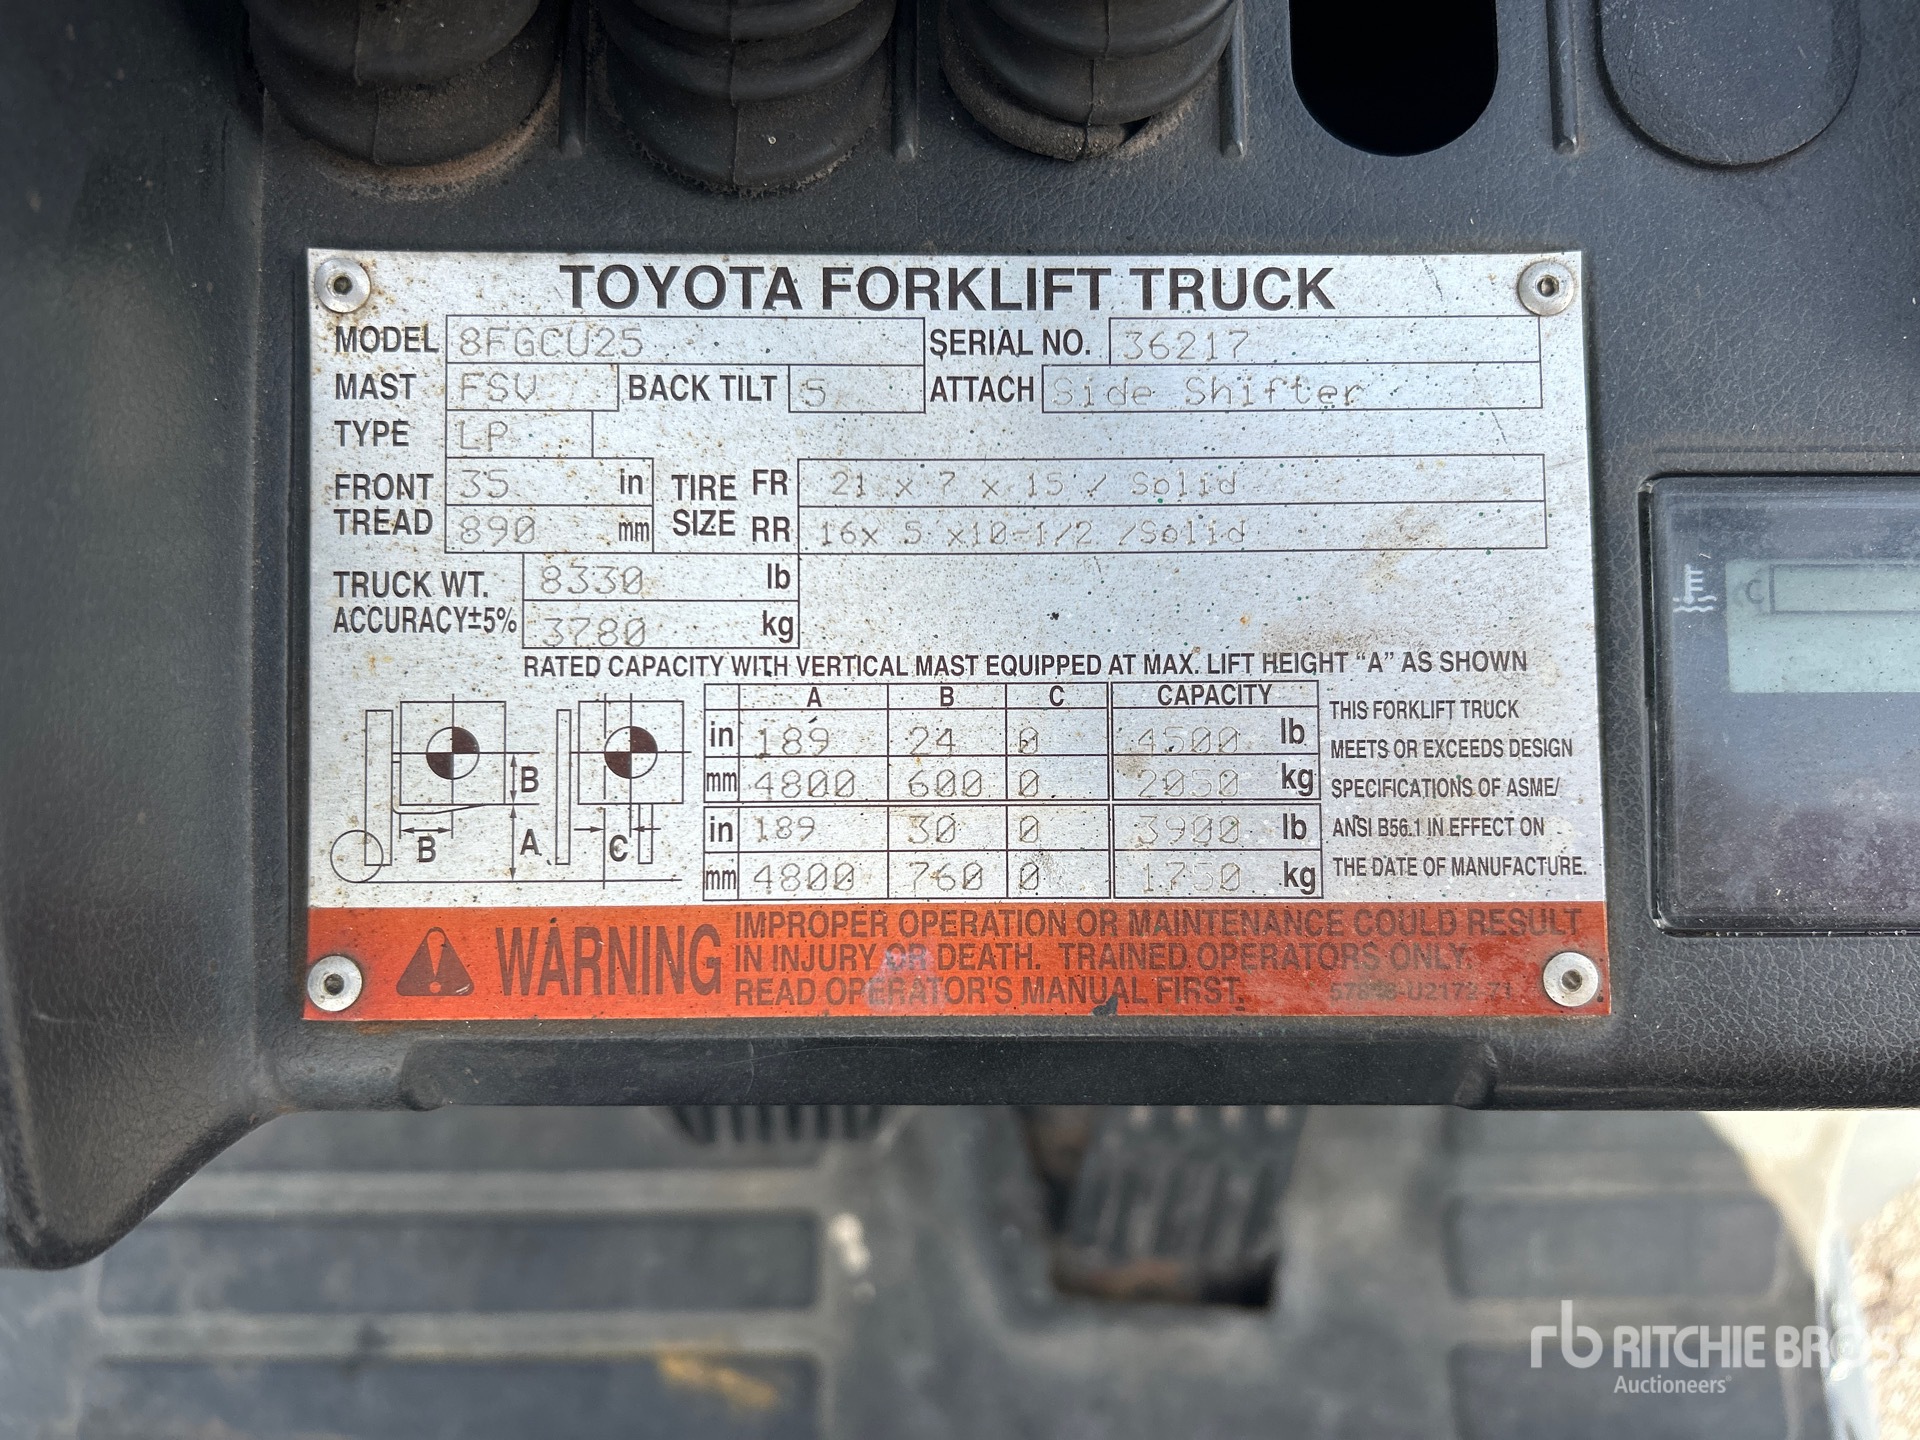 TOYOTA FORKLIFT TRUCK
MODEL 8FGCU25 SERIAL NO. 36217
MAST FSV BACK TILT 5 ATTACH Side Shifter
TYPE LP
FRONT TREAD 35 in TIRE SIZE FR 21 x 7 x 15 / Solid
890 mm RR 16x 5 x10-1/2 /Solid
TRUCK WT. 8330 lb
ACCURACY±5% 3780 kg
RATED CAPACITY WITH VERTICAL MAST EQUIPPED AT MAX. LIFT HEIGHT "A" AS SHOWN
A B C CAPACITY
in 189 24 0 4500 lb
mm 4800 600 0 2050 kg
in 189 30 0 3900 lb
mm 4800 760 0 1750 kg
B
B A C
THIS FORKLIFT TRUCK
MEETS OR EXCEEDS DESIGN
SPECIFICATIONS OF ASME/
ANSI B56.1 IN EFFECT ON
THE DATE OF MANUFACTURE.
WARNING
IMPROPER OPERATION OR MAINTENANCE COULD RESULT
IN INJURY OR DEATH. TRAINED OPERATORS ONLY.
READ OPERATOR'S MANUAL FIRST.
C
rb RITCHIE BROS
Auctioneers